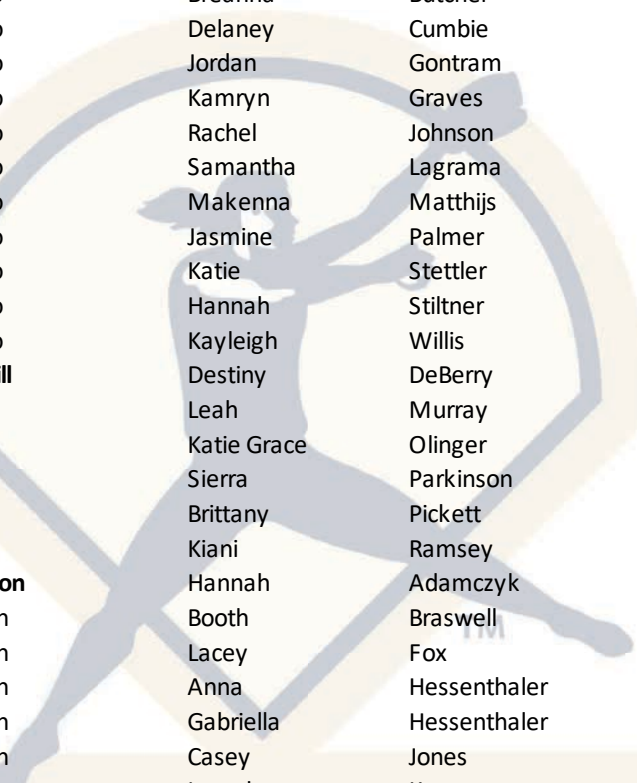 Delaney Cumbie
Jordan Gontram
Kamryn Graves
Rachel Johnson
Samantha Lagrama
Makenna Matthijs
Jasmine Palmer
Katie Stettler
Hannah Stiltner
Kayleigh Willis
Destiny DeBerry
Leah Murray
Katie Grace Olinger
Sierra Parkinson
Brittany Pickett
Kiani Ramsey
Hannah Adamczyk
Booth Braswell
TM
Lacey Fox
Anna Hessenthaler
Gabriella Hessenthaler
Casey Jones